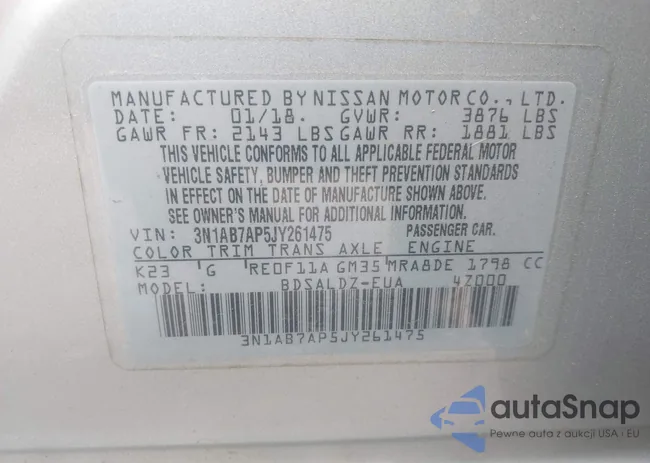 MANUFACTURED BY NISSAN MOTOR CO., LTD.
DATE: 01/18. GVWR: 3876 LBS
GAWR FR: 2143 LBS GAWR RR: 1881 LBS
THIS VEHICLE CONFORMS TO ALL APPLICABLE FEDERAL MOTOR
VEHICLE SAFETY, BUMPER AND THEFT PREVENTION STANDARDS
IN EFFECT ON THE DATE OF MANUFACTURE SHOWN ABOVE.
SEE OWNER'S MANUAL FOR ADDITIONAL INFORMATION.
VIN: 3N1AB7AP5JY261475 PASSENGER CAR.
COLOR TRIM TRANS AXLE ENGINE
K23 G RE0F11A GM35 MRA8DE 1798 CC
MODEL: BDSALDZ-EUA 4Z000
3N1AB7AP5JY261475
autoSnap
Pewne auta z aukcji USA i EU